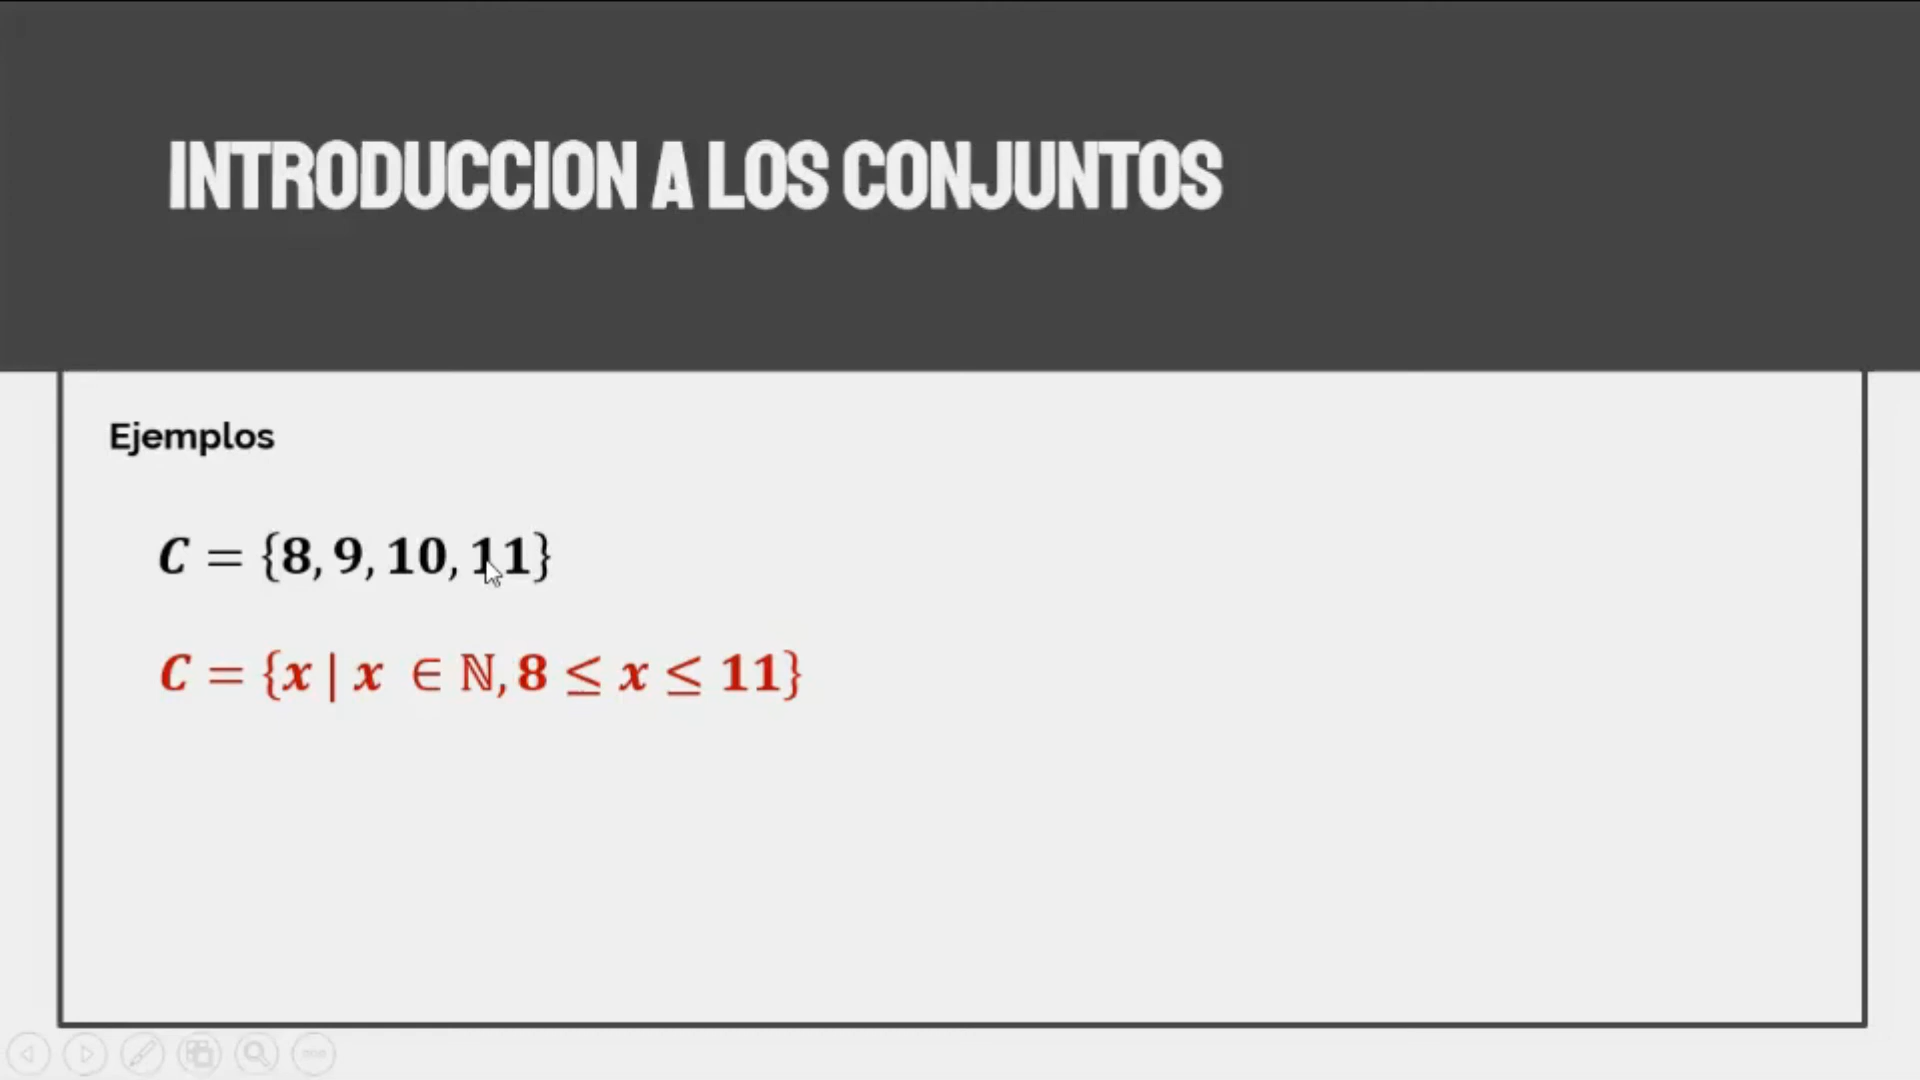 INTRODUCCION A LOS CONJUNTOS
Ejemplos
C = {8, 9, 10, 11}
C = {x | x ∈ ℕ, 8 ≤ x ≤ 11}